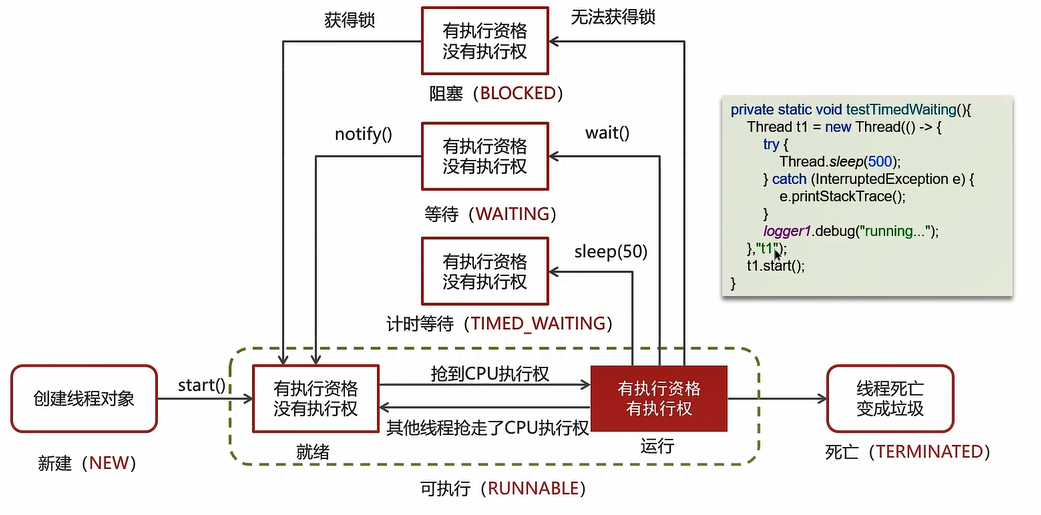 获得锁
有执行资格
没有执行权
无法获得锁
阻塞（BLOCKED）
notify()
有执行资格
没有执行权
wait()
等待（WAITING）
有执行资格
没有执行权
sleep(50)
计时等待（TIMED_WAITING）
private static void testTimedWaiting(){
Thread t1 = new Thread(() -> {
try {
Thread.sleep(500);
} catch (InterruptedException e) {
e.printStackTrace();
}
logger1.debug("running...");
},"t1");
t1.start();
}
创建线程对象
新建（NEW）
start()
有执行资格
没有执行权
就绪
抢到CPU执行权
其他线程抢走了CPU执行权
有执行资格
有执行权
运行
可执行（RUNNABLE）
线程死亡
变成垃圾
死亡（TERMINATED）